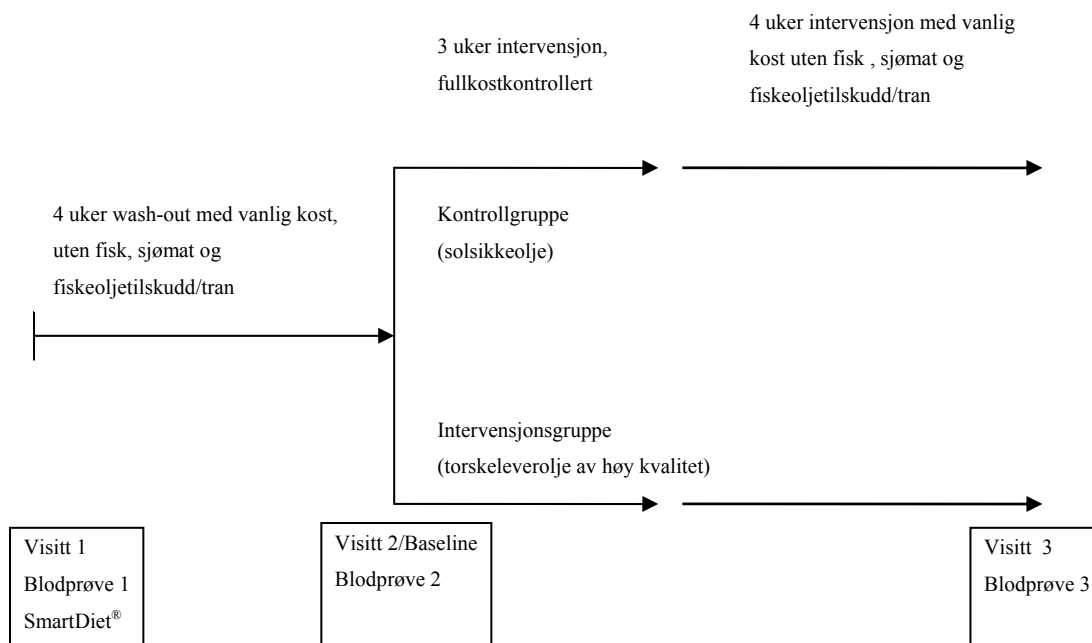 3 uker intervensjon,
fullkostkontrollert
4 uker intervensjon med vanlig
kost uten fisk , sjømat og
fiskeoljetilskudd/tran
4 uker wash-out med vanlig kost,
uten fisk, sjømat og
fiskeoljetilskudd/tran
Kontrollgruppe
(solsikkeolje)
Intervensjonsgruppe
(torskeleverolje av høy kvalitet)
Visitt 1
Blodprøve 1
SmartDiet®
Visitt 2/Baseline
Blodprøve 2
Visitt 3
Blodprøve 3